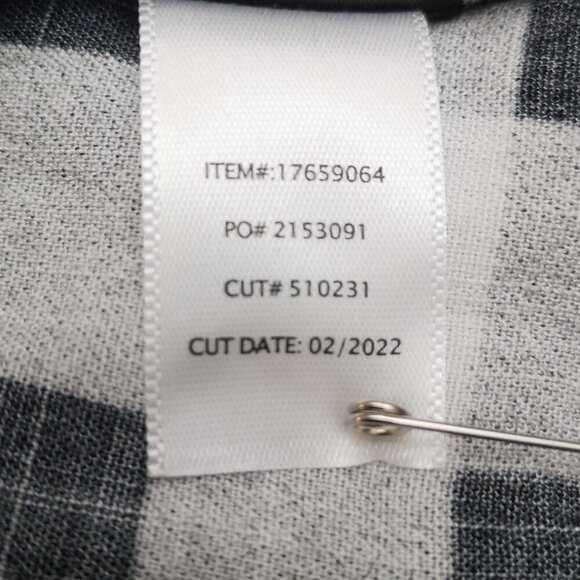 ITEM#:17659064
PO# 2153091
CUT# 510231
CUT DATE: 02/2022